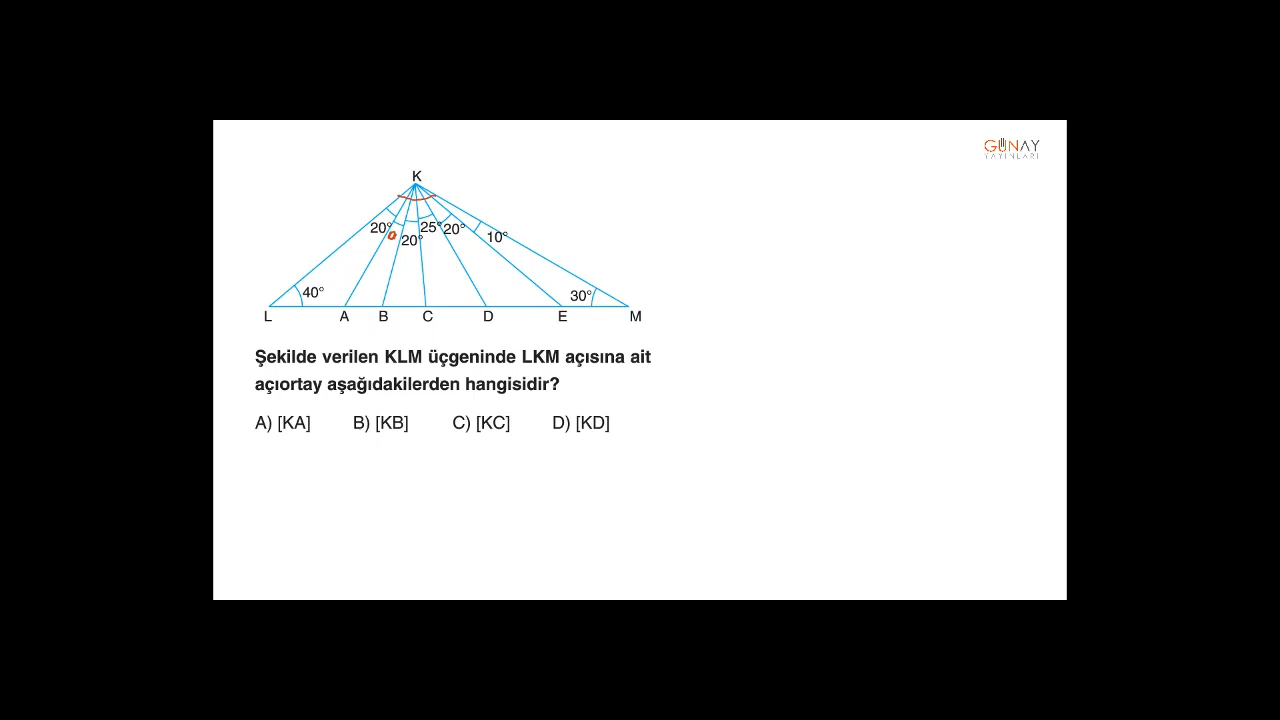 GÜNAY
YAYINLARI
K
20° 25° 20° 10°
20°
40° 30°
L A B C D E M
Şekilde verilen KLM üçgeninde LKM açısına ait
açıortay aşağıdakilerden hangisidir?
A) [KA] B) [KB] C) [KC] D) [KD]